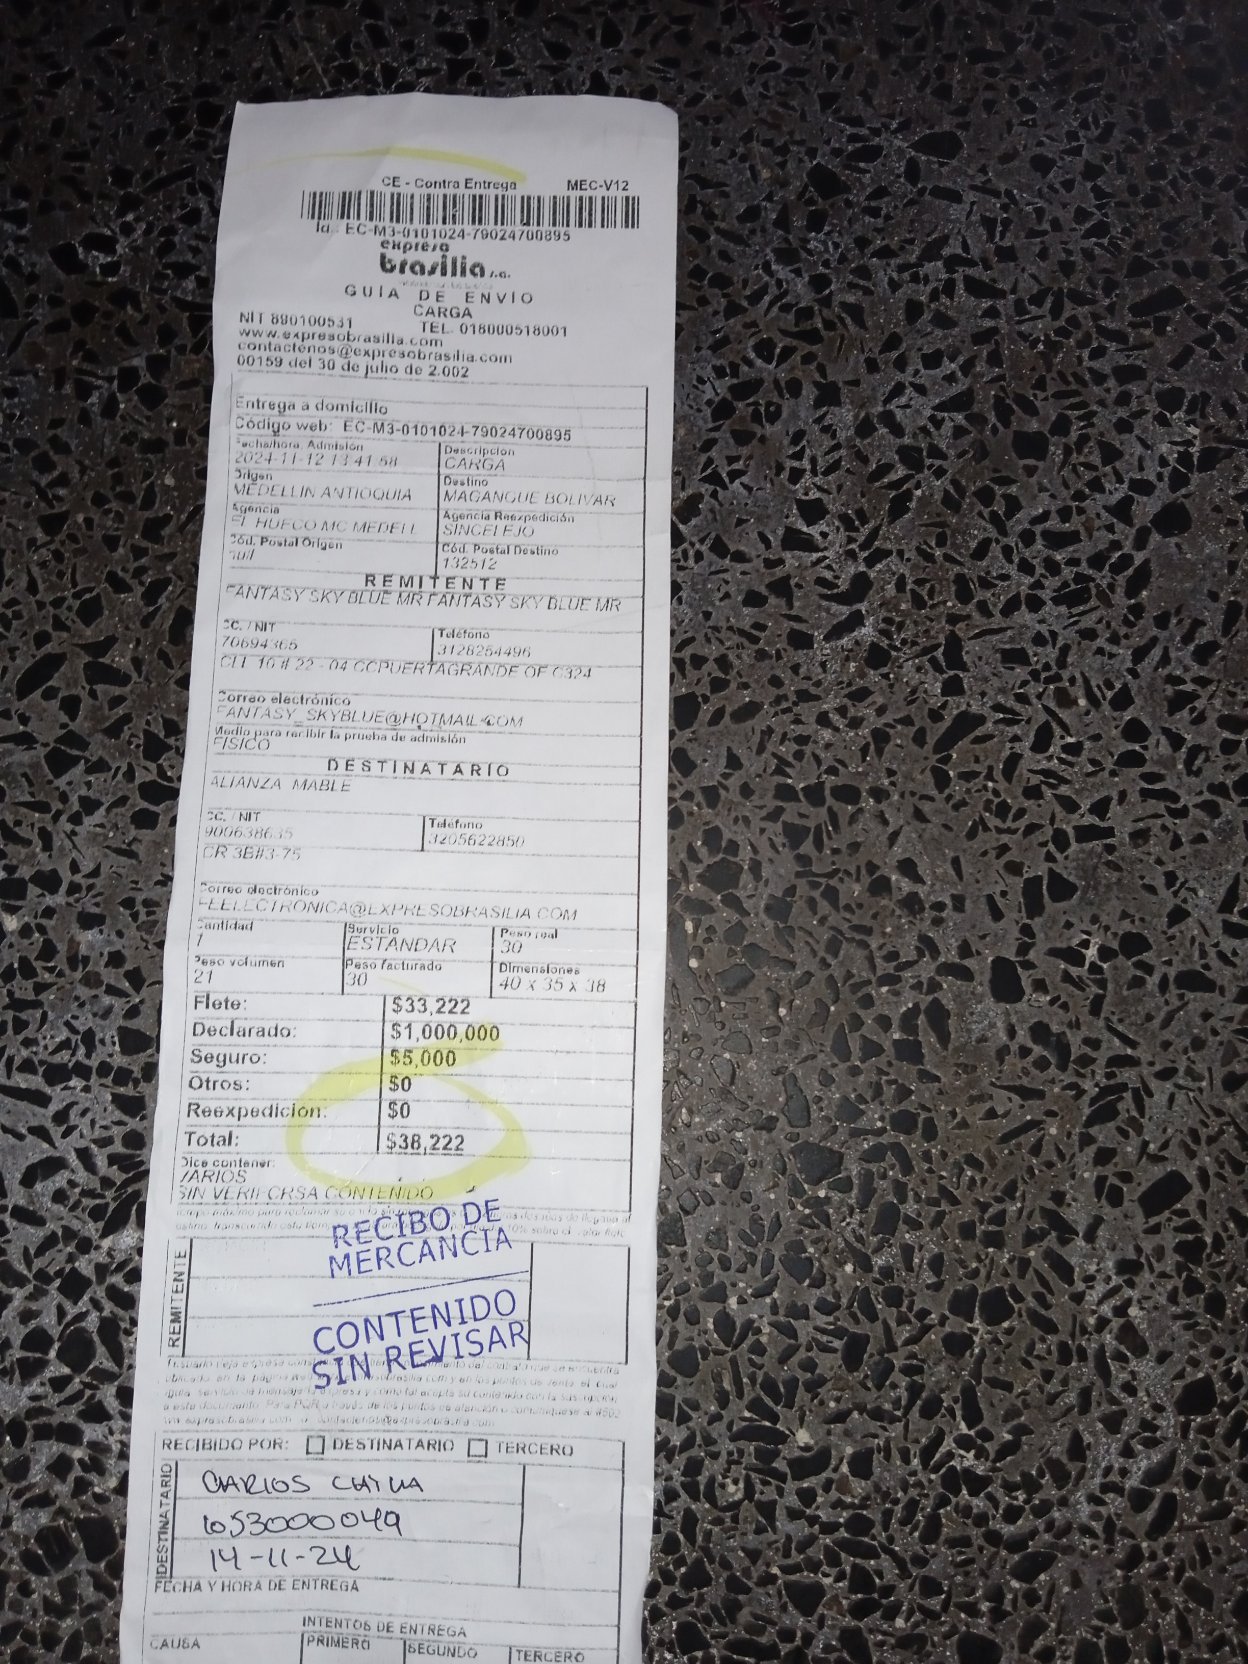 CE - Contra Entrega MEC-V12
Id.: EC-M3-0101024-79024700895
expreso
brasilia s.a.
GUIA DE ENVIO
CARGA
NIT 890100531 TEL. 018000518001
www.expresobrasilia.com
contactenos@expresobrasilia.com
00159 del 30 de julio de 2.002
Entrega a domicilio
Código web: EC-M3-0101024-79024700895
Fecha/hora. Admisión Descripcion
2024-11-12 13 41 58 CARGA
Origen Destino
MEDELLIN ANTIOQUIA MAGANGUE BOLIVAR
Agencia Agencia Reexpedición
EL HUECO MC MEDELL SINCELEJO
Cód. Postal Origen Cód. Postal Destino
null 132512
REMITENTE
FANTASY SKY BLUE MR FANTASY SKY BLUE MR
CC. / NIT Teléfono
70694365 3128254496
CLL 10 # 22 - 04 CCPUERTAGRANDE OF C324
Correo electrónico
FANTASY_SKYBLUE@HOTMAIL.COM
Medio para recibir la prueba de admisión
FISICO
DESTINATARIO
ALIANZA MABLE
CC. / NIT Teléfono
900638635 3205622850
CR 3B#3-75
Correo electrónico
FEELECTRONICA@EXPRESOBRASILIA.COM
Cantidad Servicio Peso real
1 ESTANDAR 30
Peso volumen Peso facturado Dimensiones
21 30 40 x 35 x 38
Flete: $33,222
Declarado: $1,000,000
Seguro: $5,000
Otros: $0
Reexpedición: $0
Total: $38,222
Dice contener:
VARIOS
SIN VERIFCRSA CONTENIDO
RECIBO DE
MERCANCIA
REMITENTE
CONTENIDO
SIN REVISAR
RECIBIDO POR: DESTINATARIO TERCERO
DESTINATARIO
1053000049
14-11-24
FECHA Y HORA DE ENTREGA
INTENTOS DE ENTREGA
CAUSA PRIMERO SEGUNDO TERCERO